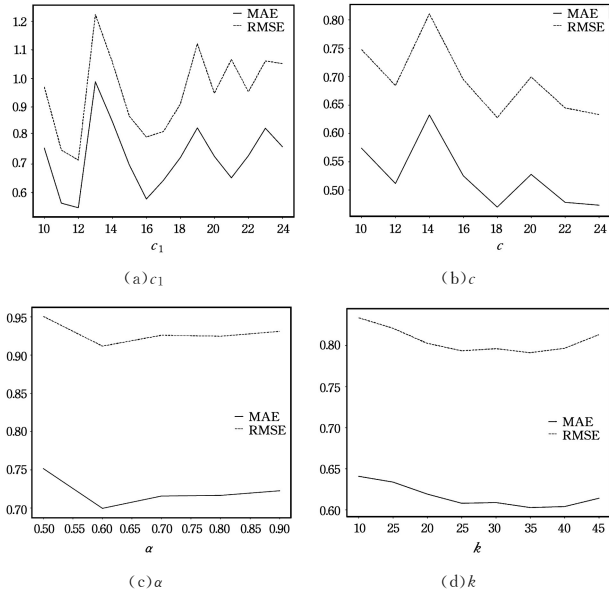 MAE
RMSE
1.2
1.1
1.0
0.9
0.8
0.7
0.6
10 12 14 16 18 20 22 24
c1
(a)c1
MAE
RMSE
0.80
0.75
0.70
0.65
0.60
0.55
0.50
10 12 14 16 18 20 22 24
c
(b)c
0.95
0.90
0.85
0.80
0.75
0.70
MAE
RMSE
0.50 0.55 0.60 0.65 0.70 0.75 0.80 0.85 0.90
α
(c)α
0.80
0.75
0.70
0.65
0.60
MAE
RMSE
10 25 20 25 30 35 40 45
k
(d)k